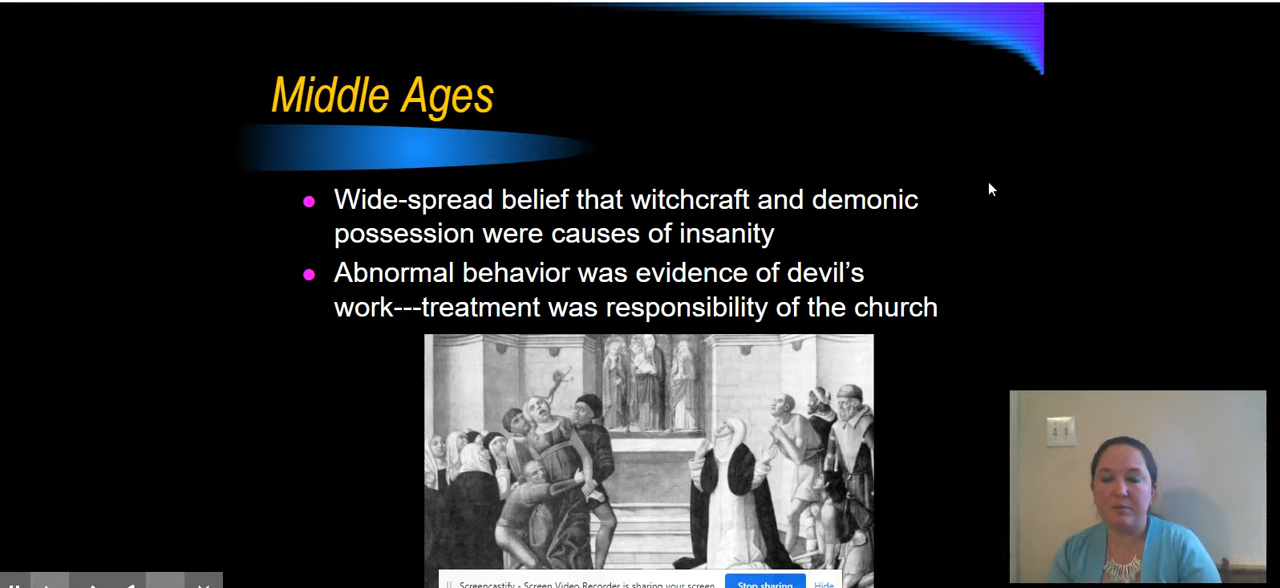 Middle Ages
Wide-spread belief that witchcraft and demonic
possession were causes of insanity
Abnormal behavior was evidence of devil's
work---treatment was responsibility of the church
Screencastify - Screen Video Recorder is sharing your screen. Stop sharing Hide